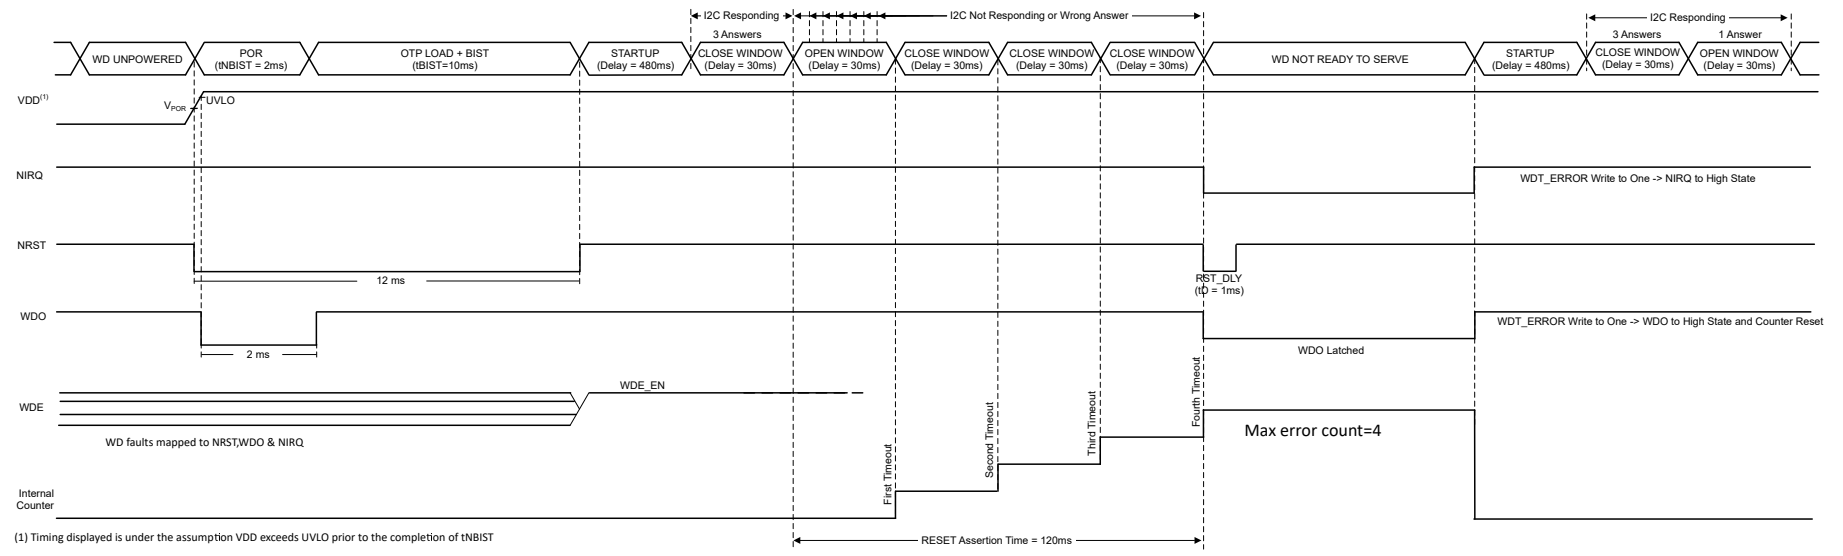 I2C Responding
I2C Not Responding or Wrong Answer
I2C Responding
3 Answers
3 Answers
1 Answer
WD UNPOWERED
POR
(tNBIST = 2ms)
OTP LOAD + BIST
(tBIST=10ms)
STARTUP
(Delay = 480ms)
CLOSE WINDOW
(Delay = 30ms)
OPEN WINDOW
(Delay = 30ms)
CLOSE WINDOW
(Delay = 30ms)
CLOSE WINDOW
(Delay = 30ms)
CLOSE WINDOW
(Delay = 30ms)
WD NOT READY TO SERVE
STARTUP
(Delay = 480ms)
CLOSE WINDOW
(Delay = 30ms)
OPEN WINDOW
(Delay = 30ms)
VDD(1)
VPOR
UVLO
NIRQ
WDT_ERROR Write to One -> NIRQ to High State
NRST
12 ms
RST_DLY
(tD = 1ms)
WDO
2 ms
WDO Latched
WDT_ERROR Write to One -> WDO to High State and Counter Reset
WDE
WDE_EN
WD faults mapped to NRST,WDO & NIRQ
First Timeout
Second Timeout
Third Timeout
Fourth Timeout
Max error count=4
Internal
Counter
(1) Timing displayed is under the assumption VDD exceeds UVLO prior to the completion of tNBIST
RESET Assertion Time = 120ms